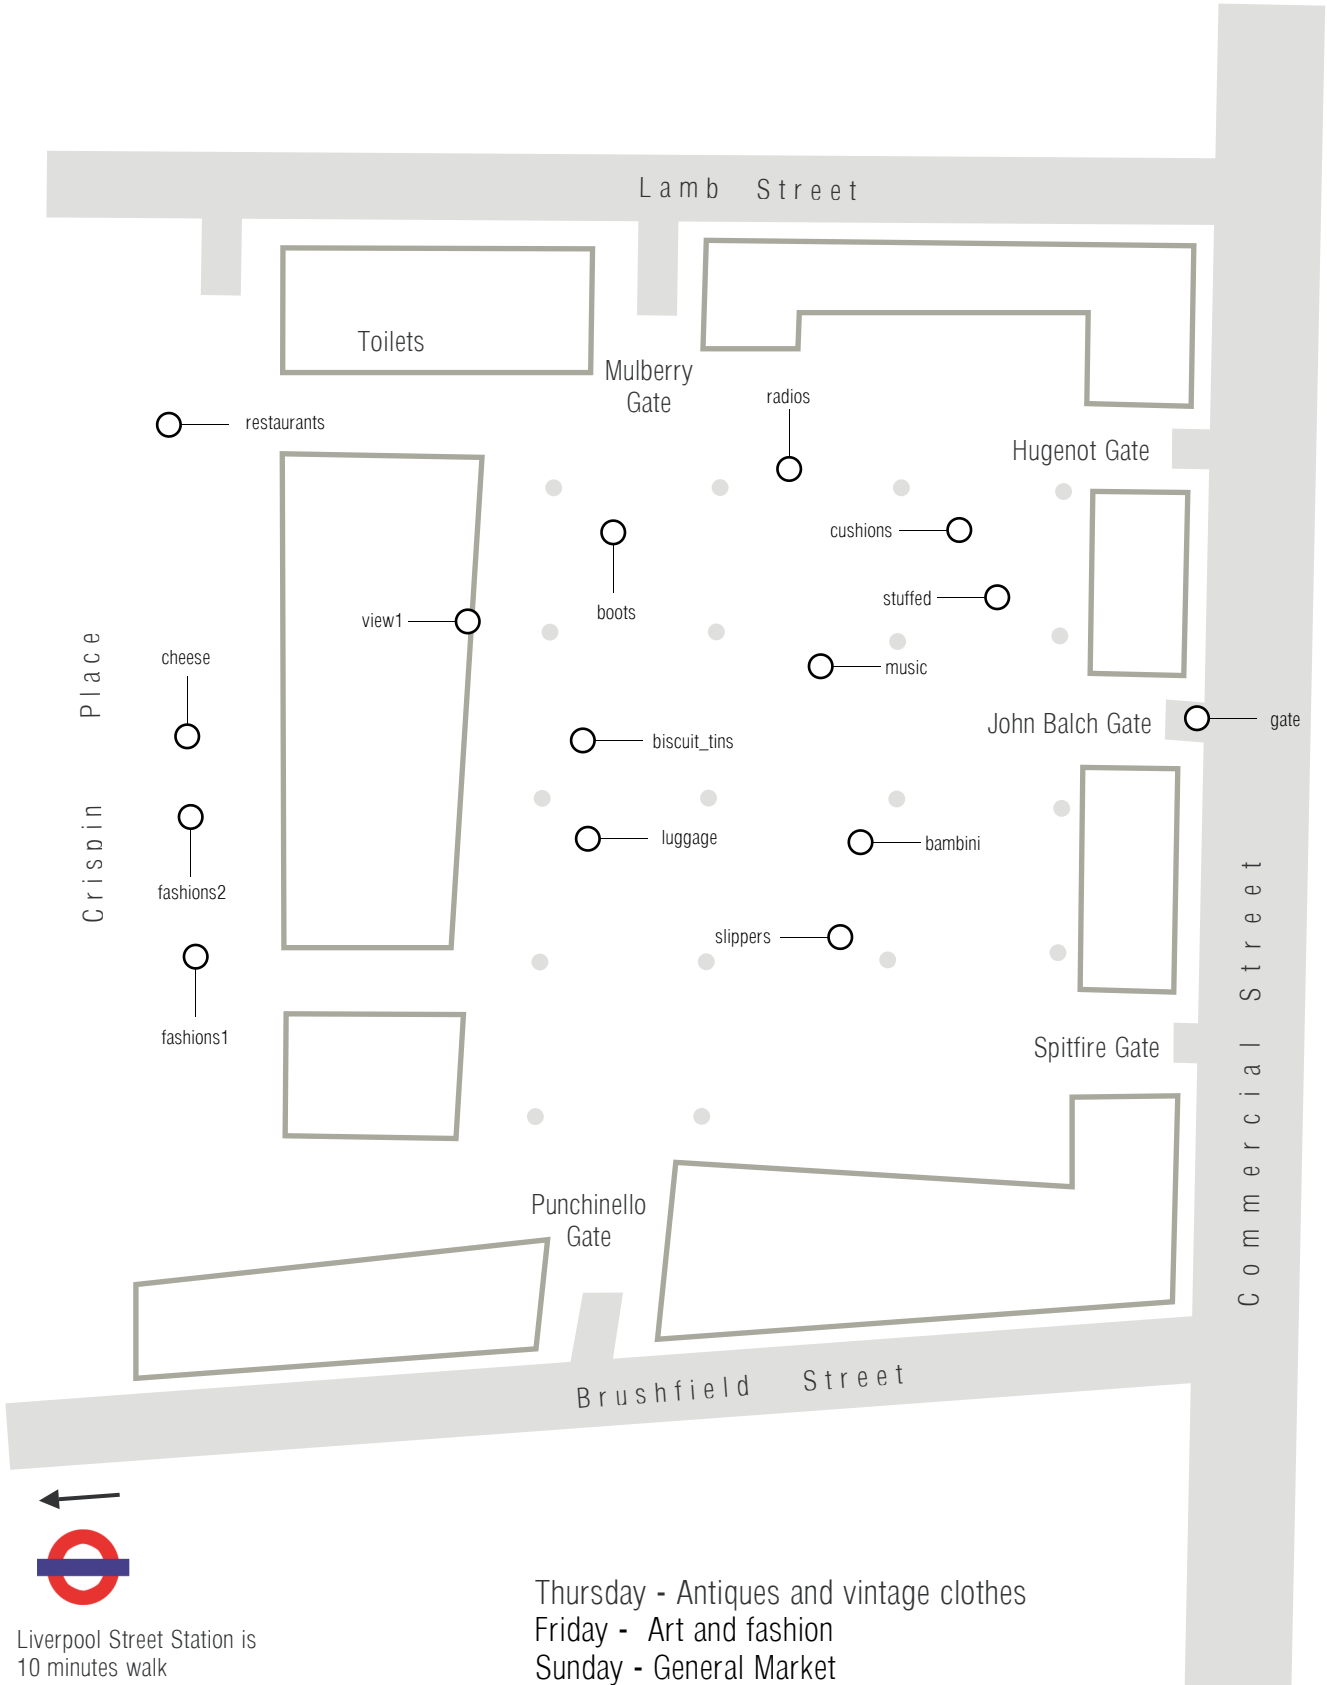 Lamb Street
Toilets
Mulberry
Gate
radios
restaurants
Hugenot Gate
cushions
stuffed
boots
view1
Crispin Place
cheese
music
John Balch Gate
gate
biscuit_tins
luggage
bambini
fashions2
slippers
fashions1
Spitfire Gate
Commercial Street
Punchinello
Gate
Brushfield Street
Liverpool Street Station is
10 minutes walk
Thursday - Antiques and vintage clothes
Friday - Art and fashion
Sunday - General Market